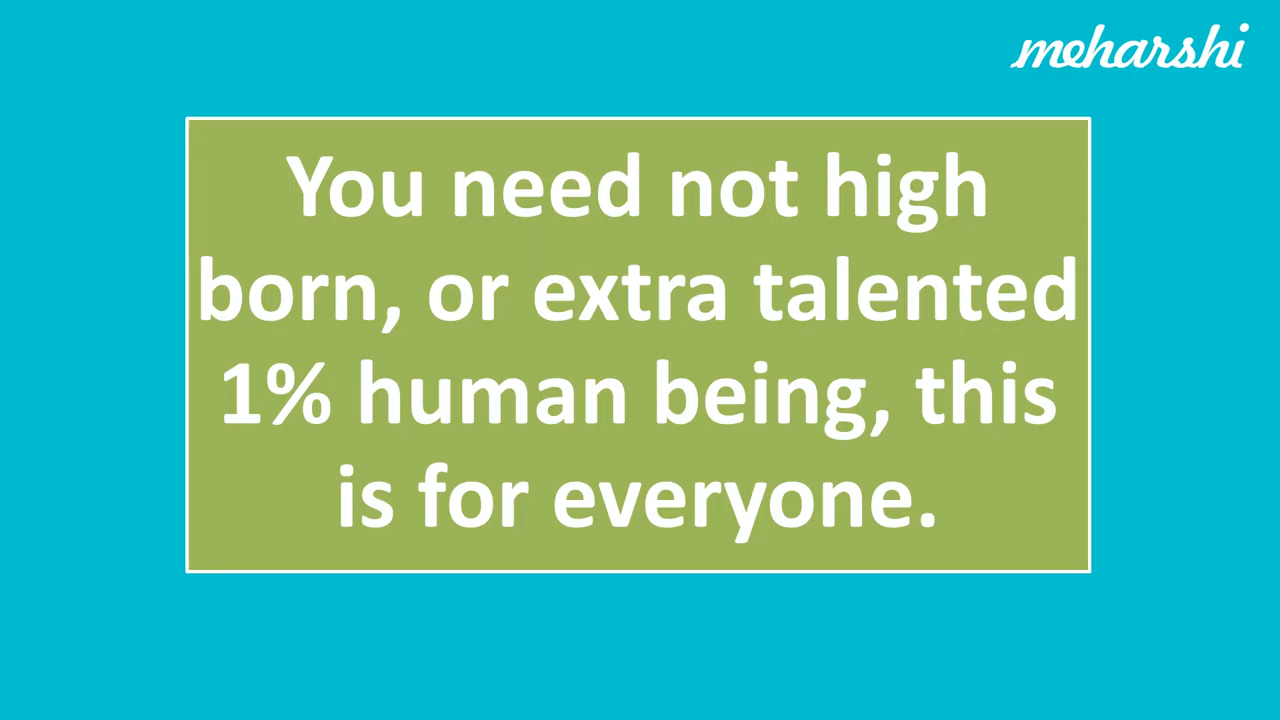 meharshi
You need not high
born, or extra talented
1% human being, this
is for everyone.